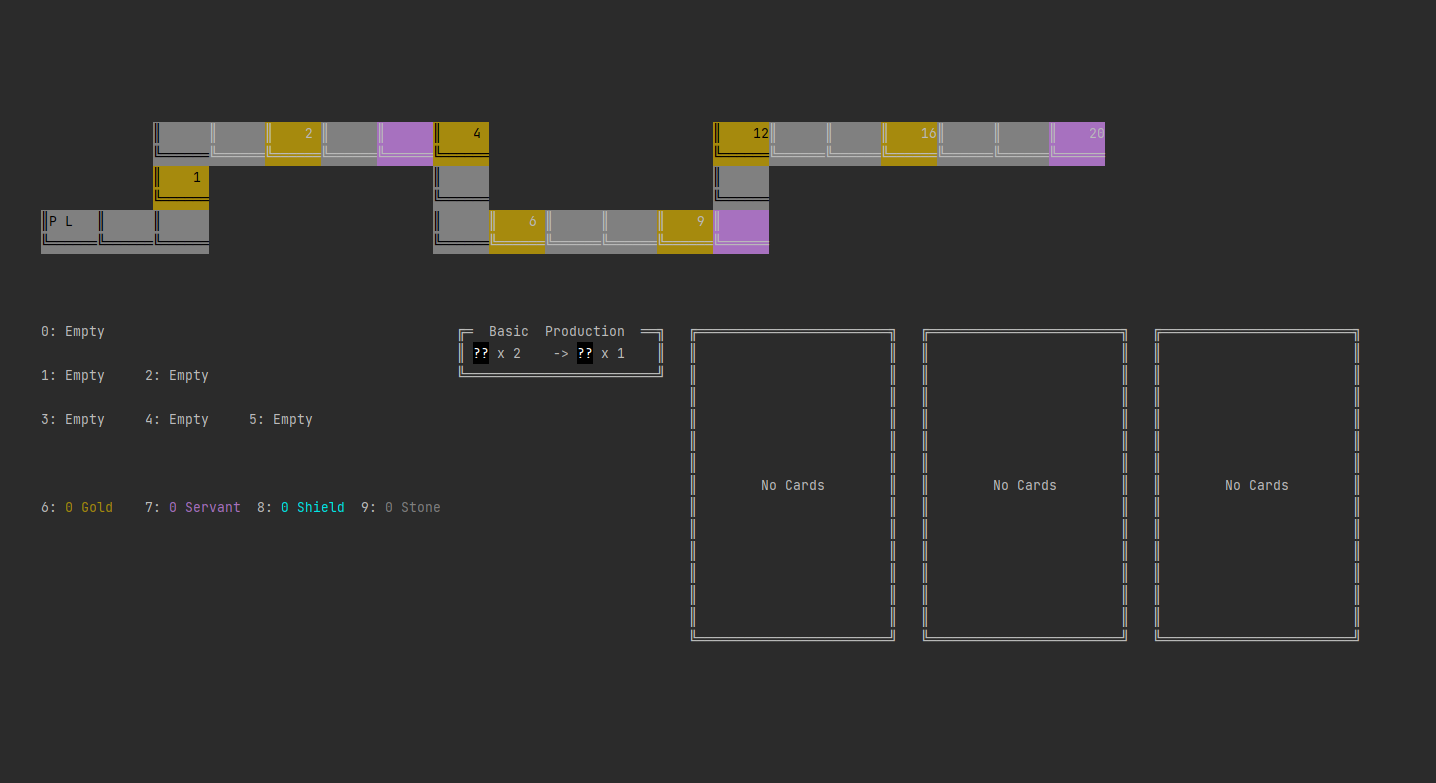 2 4 12 16 20
1
P L 6 9
0: Empty
1: Empty 2: Empty
3: Empty 4: Empty 5: Empty
6: 0 Gold 7: 0 Servant 8: 0 Shield 9: 0 Stone
Basic Production
?? x 2 -> ?? x 1
No Cards
No Cards
No Cards